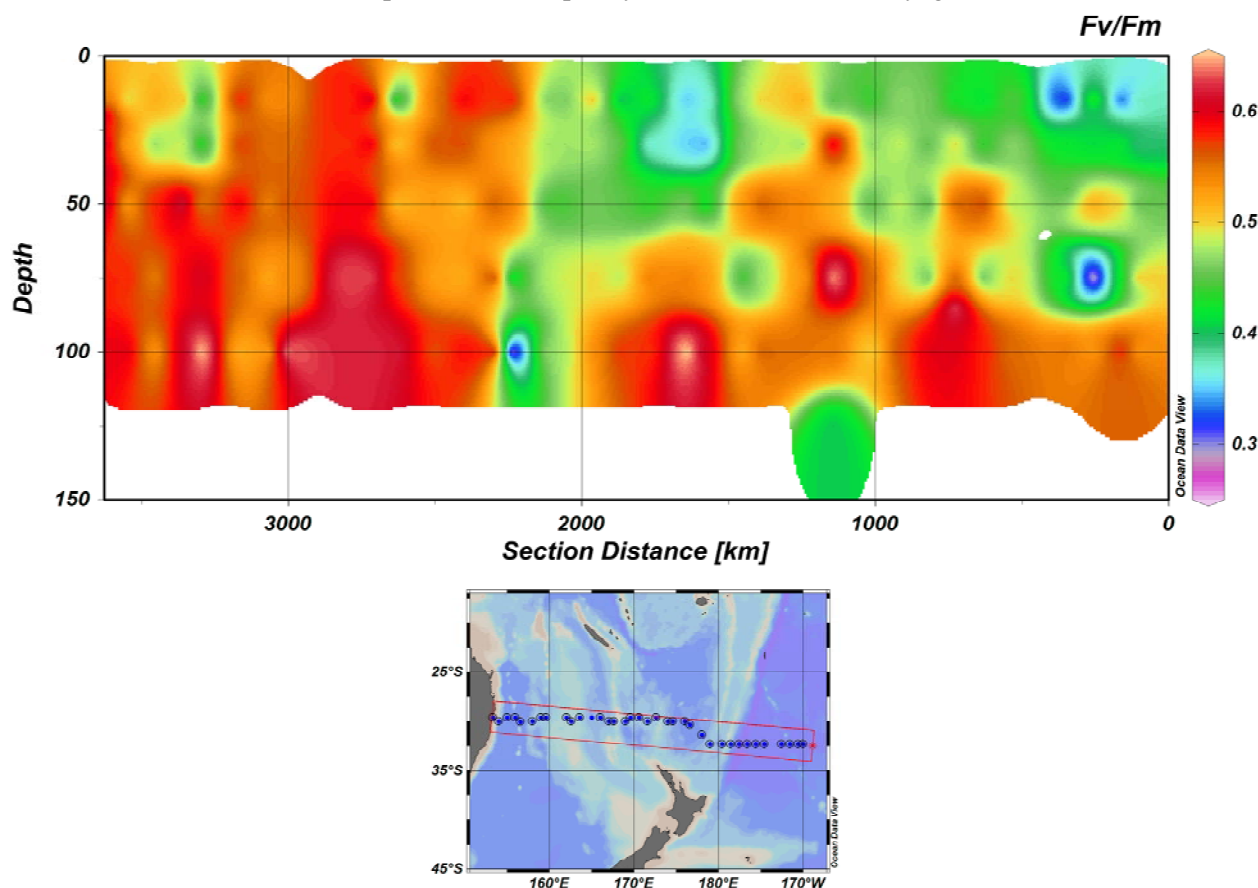 Fv/Fm
0
50
100
150
Depth
3000
2000
1000
0
Section Distance [km]
0.6
0.5
0.4
0.3
Ocean Data View
25°S
35°S
45°S
160°E
170°E
180°E
170°W
Ocean Data View